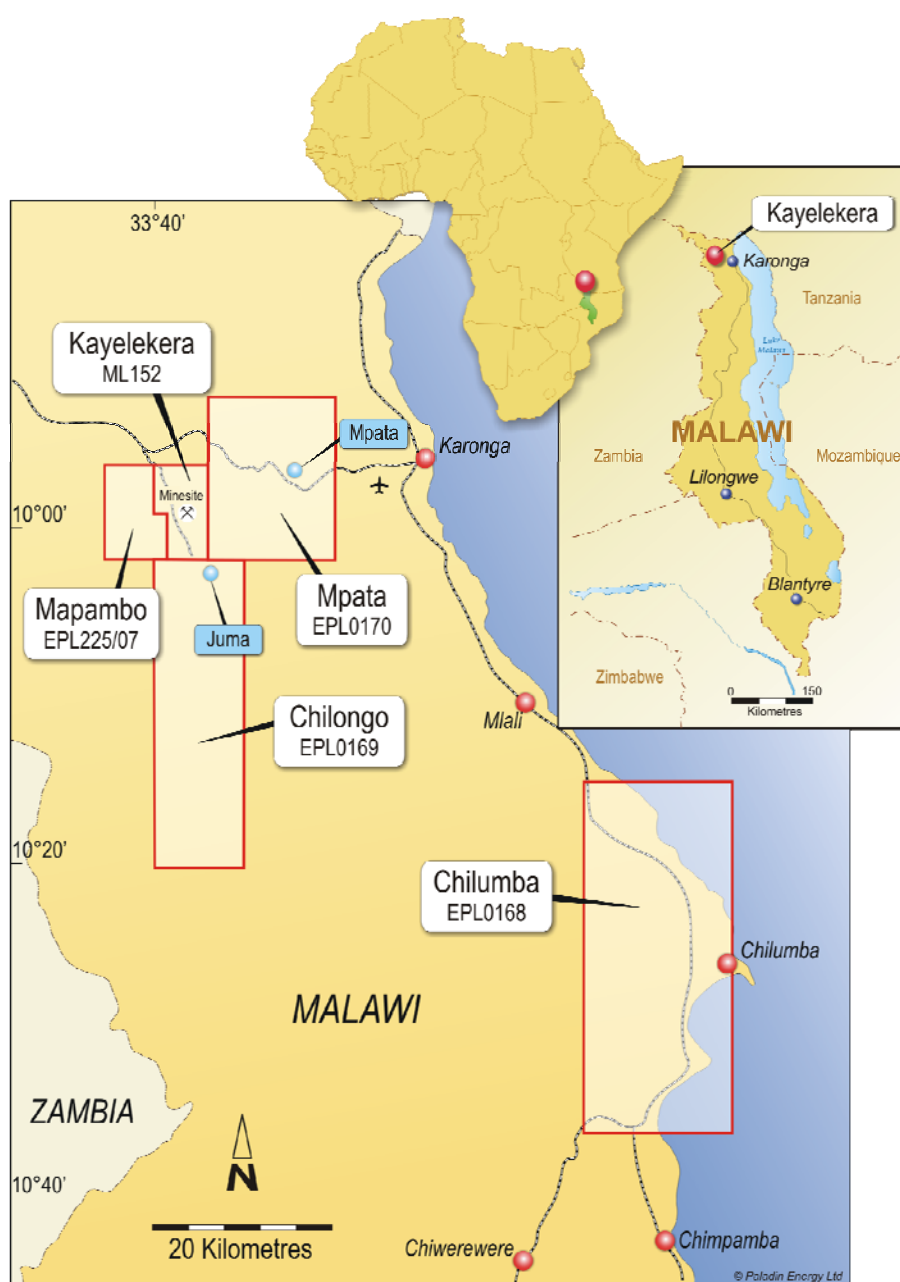 33°40'
Kayelekera
ML152
Mpata
Karonga
Minesite
10°00'
Mapambo
EPL225/07
Mpata
EPL0170
Juma
Chilongo
EPL0169
Mlali
10°20'
Chilumba
EPL0168
Chilumba
MALAWI
ZAMBIA
N
10°40'
20 Kilometres
Chiwerewere
Chimpamba
© Paladin Energy Ltd
Kayelekera
Karonga
Tanzania
Lake
Malawi
MALAWI
Zambia
Mozambique
Lilongwe
Blantyre
Zimbabwe
0 150
Kilometres